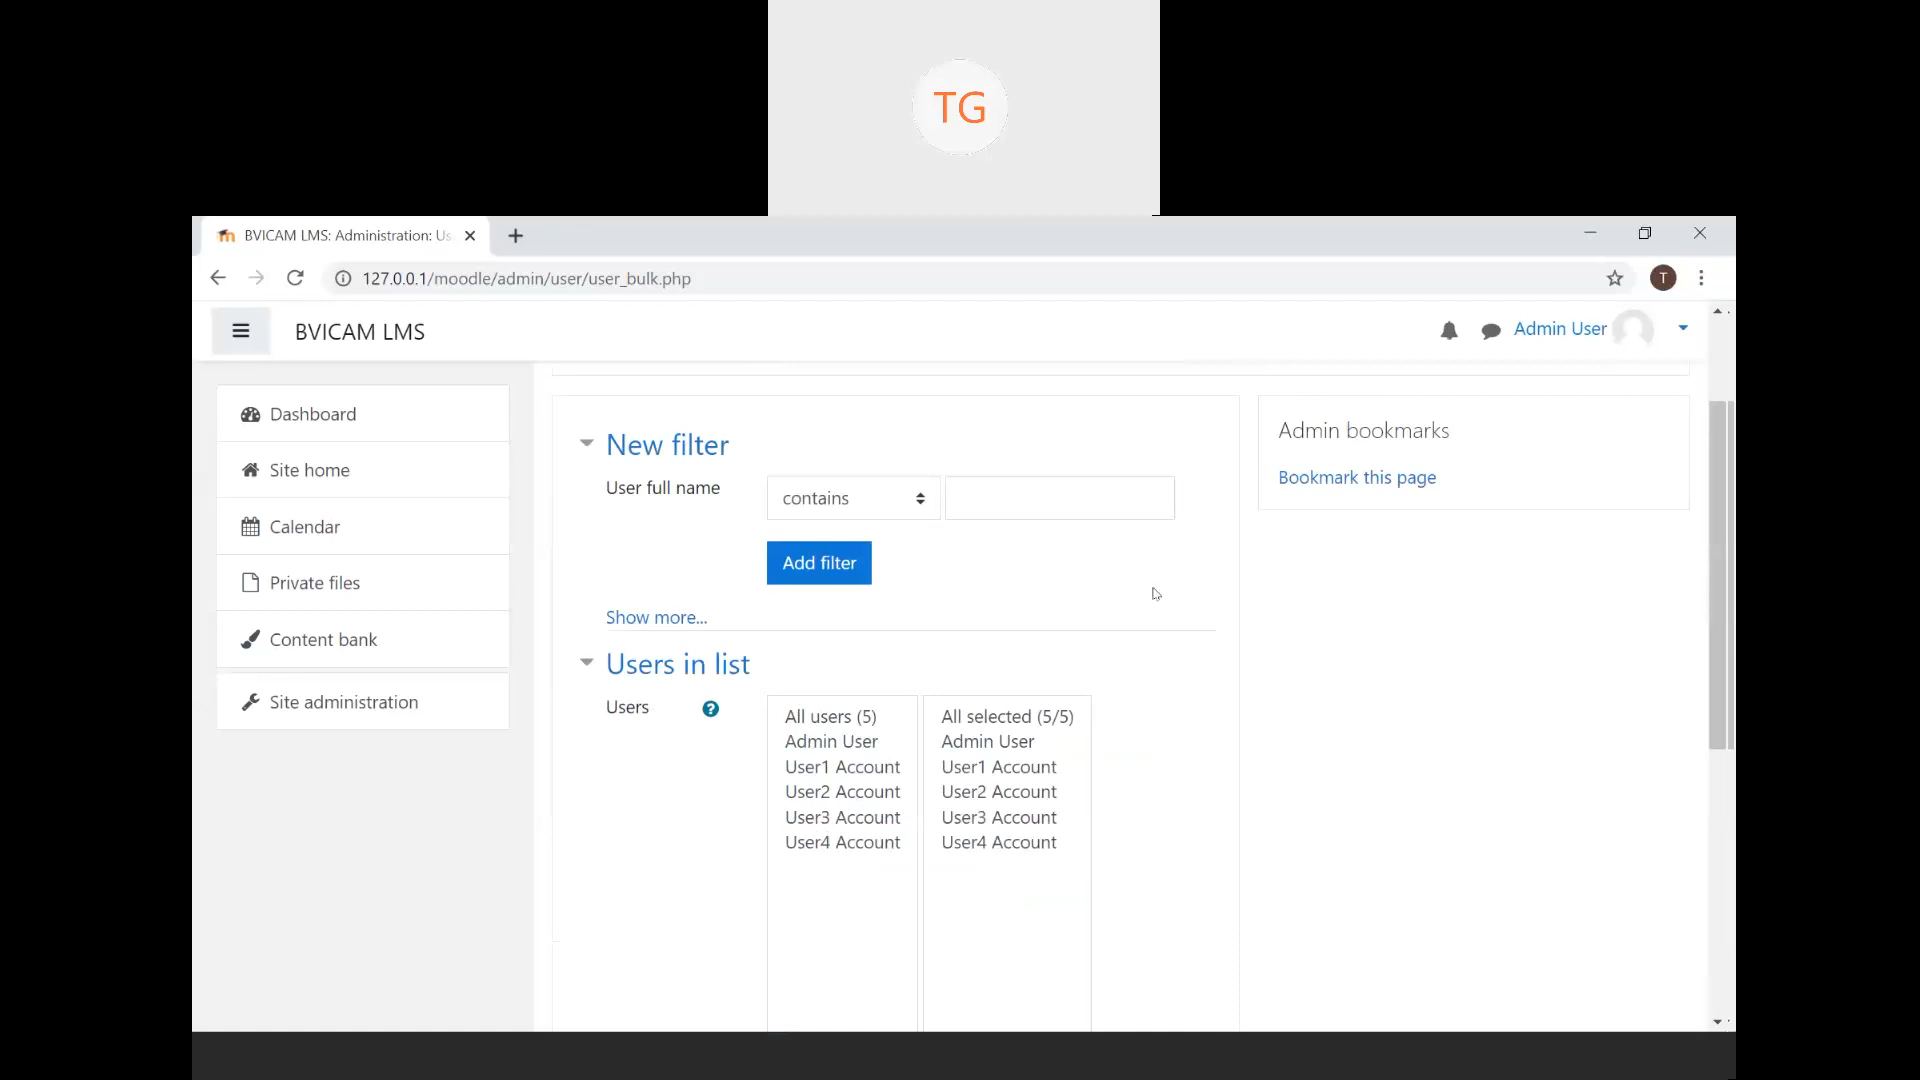 TG
BVICAM LMS: Administration: Us
127.0.0.1/moodle/admin/user/user_bulk.php
T
BVICAM LMS
Admin User
Dashboard
Site home
Calendar
Private files
Content bank
Site administration
New filter
User full name
contains
Add filter
Show more...
Users in list
Users
?
All users (5)
Admin User
User1 Account
User2 Account
User3 Account
User4 Account
All selected (5/5)
Admin User
User1 Account
User2 Account
User3 Account
User4 Account
Admin bookmarks
Bookmark this page